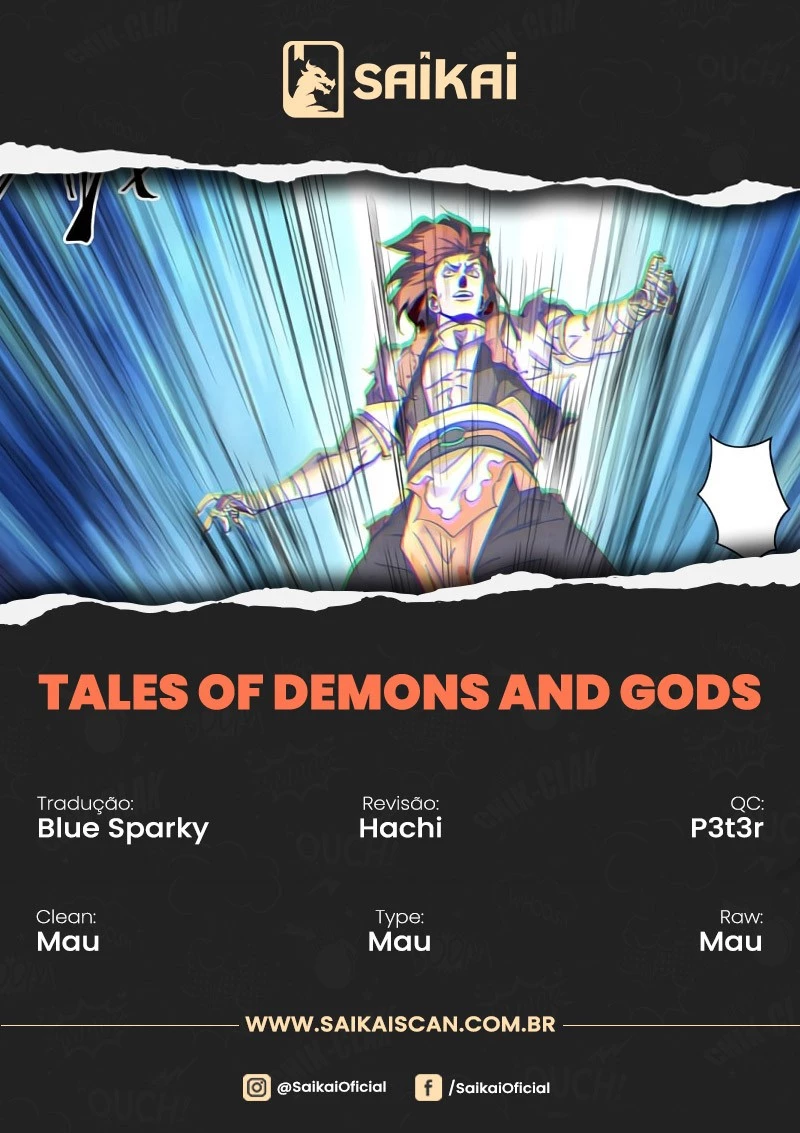 SAÎKAI
TALES OF DEMONS AND GODS
Tradução:
Blue Sparky
Revisão:
Hachi
QC:
P3t3r
Clean:
Mau
Type:
Mau
Raw:
Mau
WWW.SAIKAISCAN.COM.BR
@SaikaiOficial
/SaikaiOficial